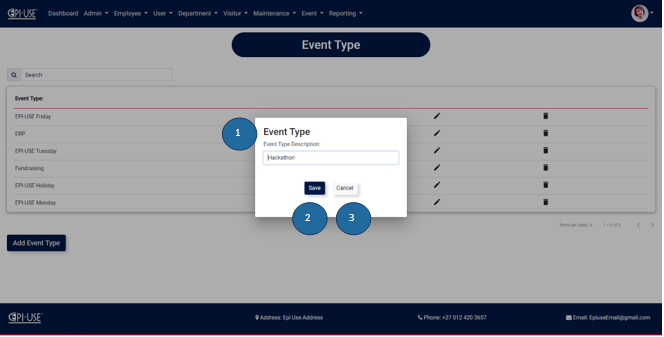 EPI-USE Dashboard Admin Employee User Department Visitor Maintenance Event Reporting
Event Type
Search
Event Type:
EPI-USE Friday
ERP
EPI-USE Tuesday
Fundraising
EPI-USE Holiday
EPI-USE Monday
1
Event Type
Event Type Description:
Hackathon
Save Cancel
2 3
Items per page: 6 1 – 6 of 6
Add Event Type
EPI-USE Address: Epi Use Address Phone: +27 012 420 3657 Email: EpiuseEmail@gmail.com